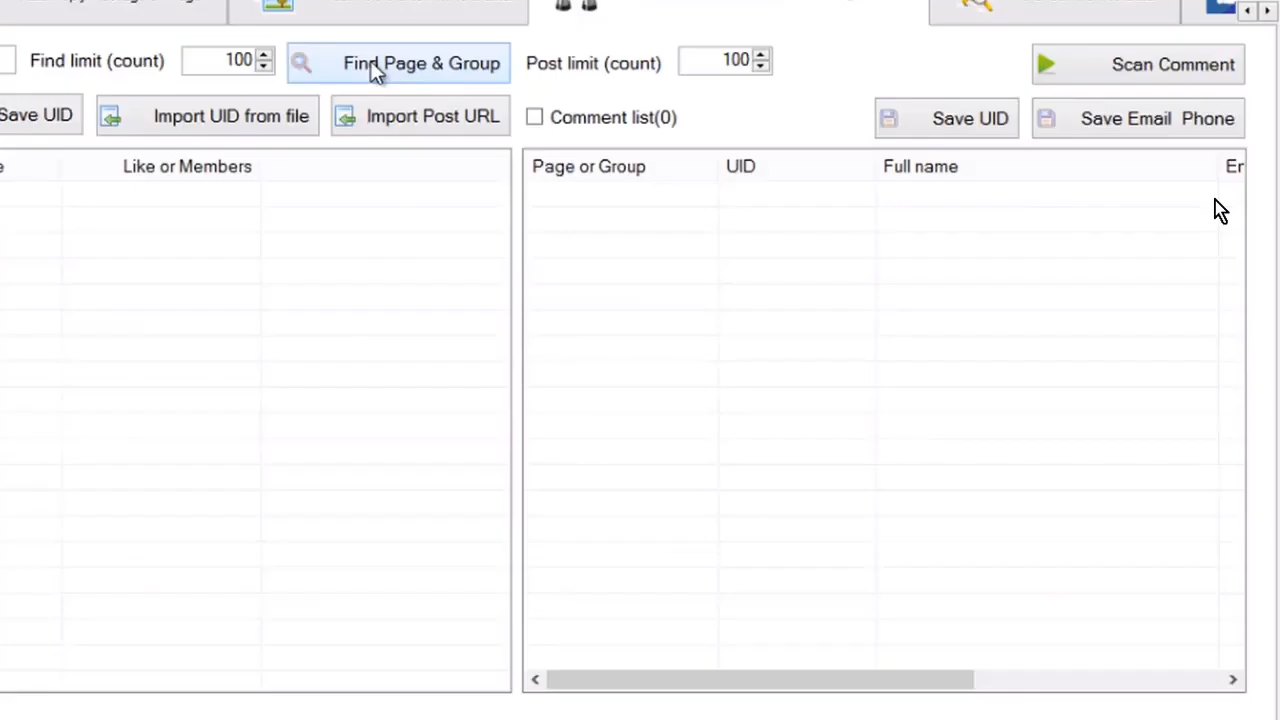 Find limit (count) 100 Find Page & Group Post limit (count) 100 Scan Comment
Save UID Import UID from file Import Post URL Comment list(0) Save UID Save Email Phone
Like or Members Page or Group UID Full name